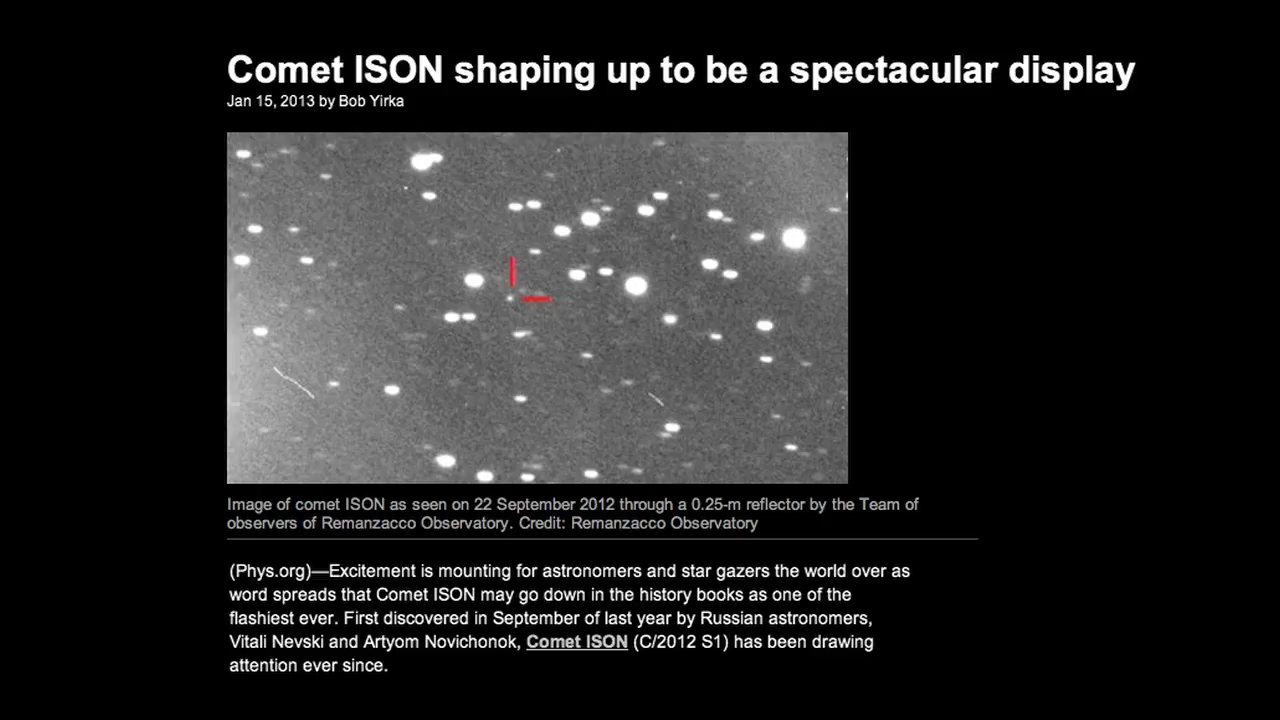 Comet ISON shaping up to be a spectacular display
Jan 15, 2013 by Bob Yirka
Image of comet ISON as seen on 22 September 2012 through a 0.25-m reflector by the Team of
observers of Remanzacco Observatory. Credit: Remanzacco Observatory
(Phys.org)—Excitement is mounting for astronomers and star gazers the world over as
word spreads that Comet ISON may go down in the history books as one of the
flashiest ever. First discovered in September of last year by Russian astronomers,
Vitali Nevski and Artyom Novichonok, Comet ISON (C/2012 S1) has been drawing
attention ever since.